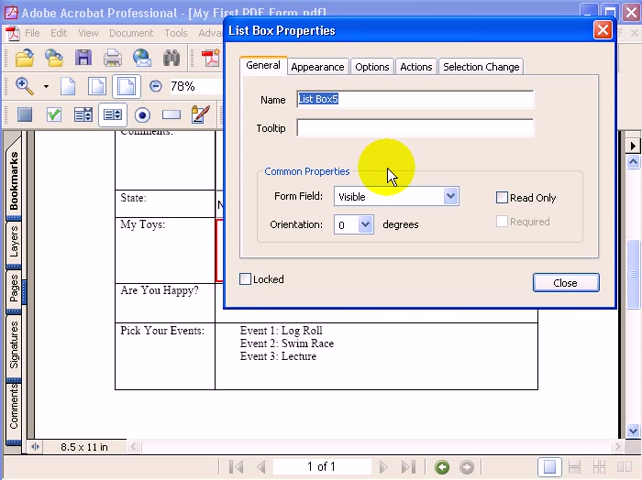 Adobe Acrobat Professional - [My First PDF Form.pdf]
File Edit View Document Tools
List Box Properties
78%
General Appearance Options Actions Selection Change
Name List Box5
Tooltip
Common Properties
Form Field: Visible Read Only
Orientation: 0 degrees Required
Locked Close
Bookmarks
Layers
Pages
Signatures
Comments
Comments:
State: N
My Toys:
Are You Happy?
Pick Your Events: Event 1: Log Roll
Event 2: Swim Race
Event 3: Lecture
8.5 x 11 in
1 of 1